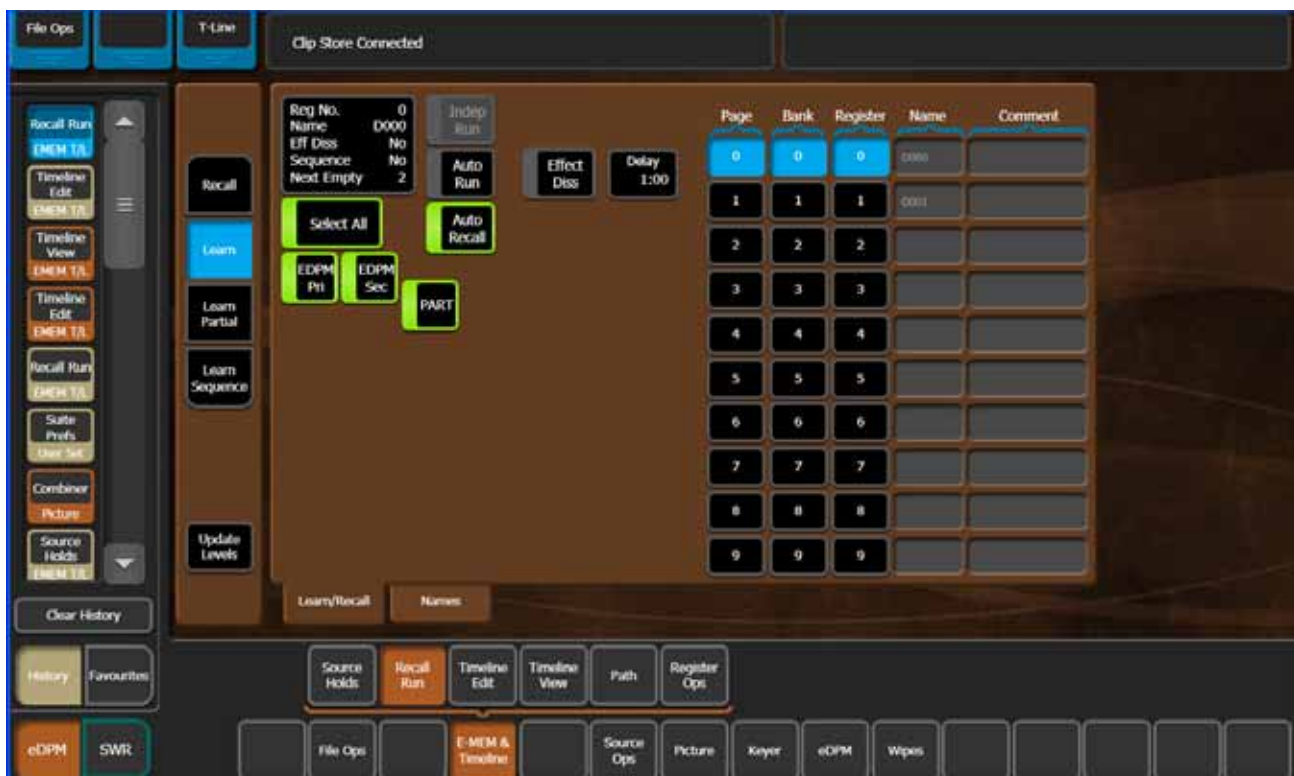 File Ops
T-Line
Clip Store Connected
Recall Run
EMEM T/L
Timeline
Edit
EMEM T/L
Timeline
View
EMEM T/L
Timeline
Edit
EMEM T/L
Recall Run
EMEM T/L
Suite
Prefs
User Set
Combiner
Picture
Source
Holds
EMEM T/L
Clear History
History
Favourites
eDPM
SWR
Recall
Learn
Learn
Partial
Learn
Sequence
Update
Levels
Reg No. 0
Name D000
Eff Diss No
Sequence No
Next Empty 2
Indep
Run
Auto
Run
Auto
Recall
Effect
Diss
Delay
1:00
Select All
EDPM
Pri
EDPM
Sec
PART
Page Bank Register Name Comment
0 0 0 D000
1 1 1 D001
2 2 2
3 3 3
4 4 4
5 5 5
6 6 6
7 7 7
8 8 8
9 9 9
Learn/Recall
Names
Source
Holds
Recall
Run
Timeline
Edit
Timeline
View
Path
Register
Ops
File Ops
E-MEM &
Timeline
Source
Ops
Picture
Keyer
eDPM
Wipes